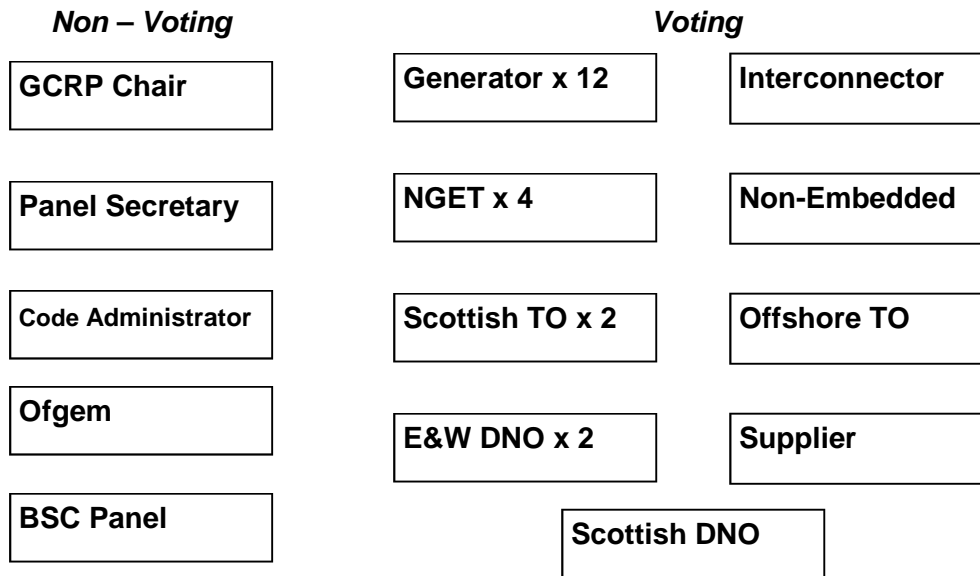 Non – Voting
Voting
GCRP Chair
Generator x 12
Interconnector
Panel Secretary
NGET x 4
Non-Embedded
Code Administrator
Scottish TO x 2
Offshore TO
Ofgem
E&W DNO x 2
Supplier
BSC Panel
Scottish DNO